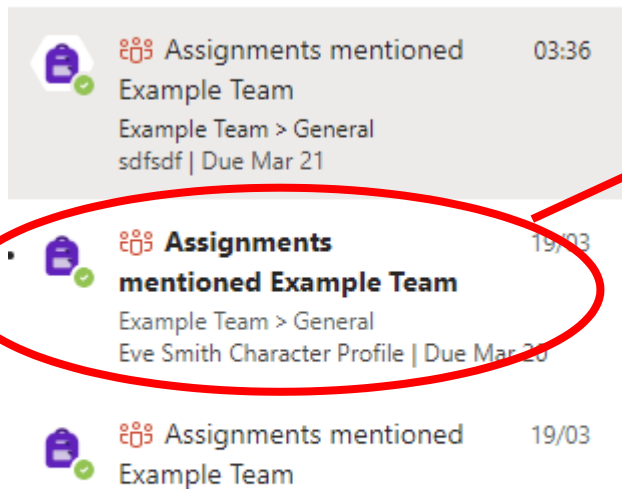 Assignments mentioned 03:36
Example Team
Example Team > General
sdfsdf | Due Mar 21
Assignments 19/03
mentioned Example Team
Example Team > General
Eve Smith Character Profile | Due Mar 20
Assignments mentioned 19/03
Example Team